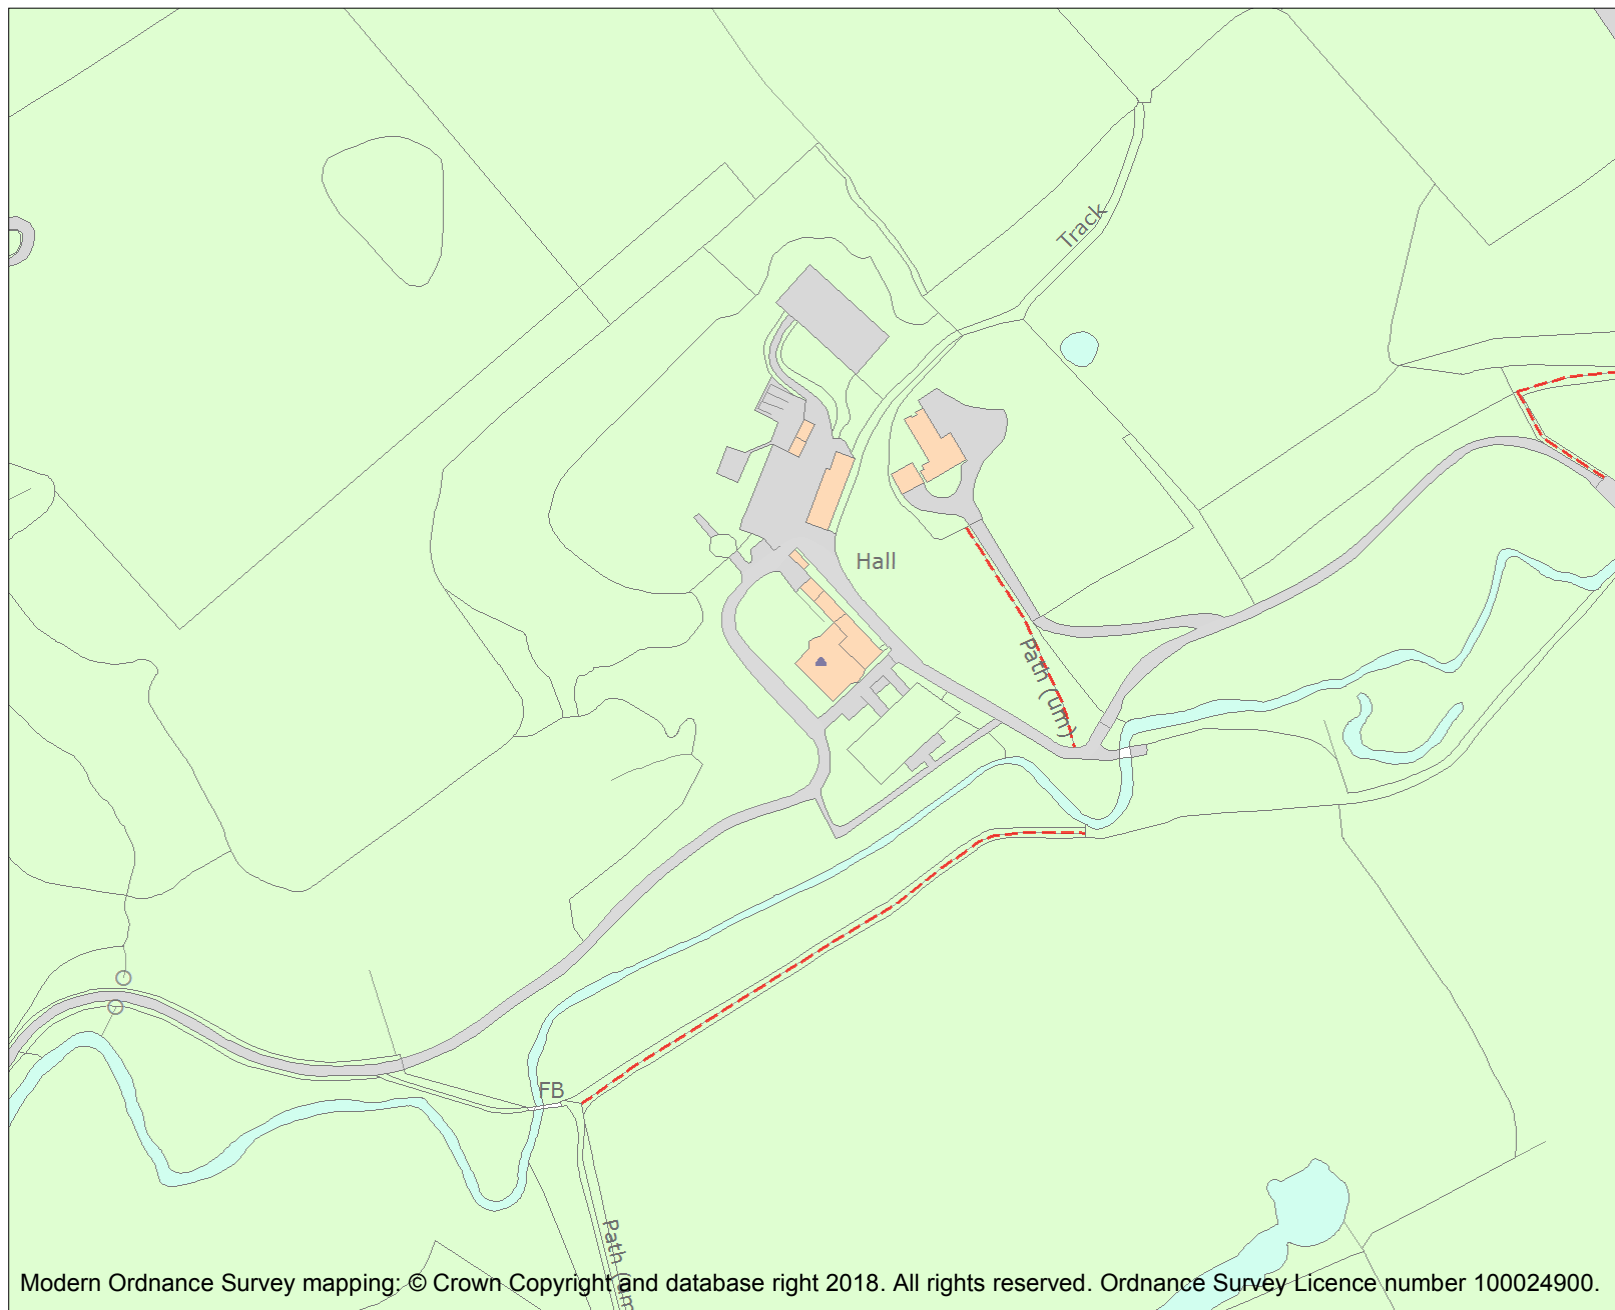 Track
Hall
Path (um)
FB
Path (um
Modern Ordnance Survey mapping: © Crown Copyright and database right 2018. All rights reserved. Ordnance Survey Licence number 100024900.